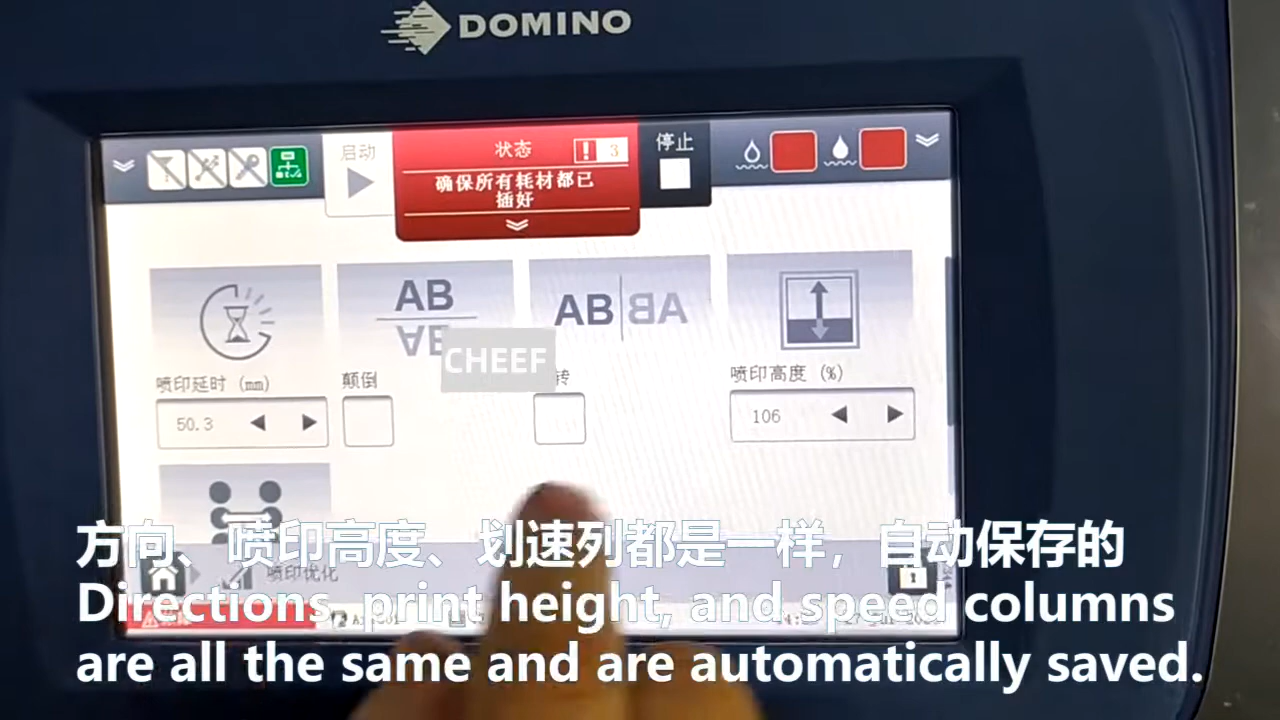 DOMINO
启动
状态
3
停止
确保所有耗材都已
插好
AB
AB
AB
CHEEF
喷印延时 (mm)
颠倒
转
喷印高度 (%)
50.3
106
方向、喷印高度、划速列都是一样，自动保存的
喷印优化
Directions, print height, and speed columns
are all the same and are automatically saved.